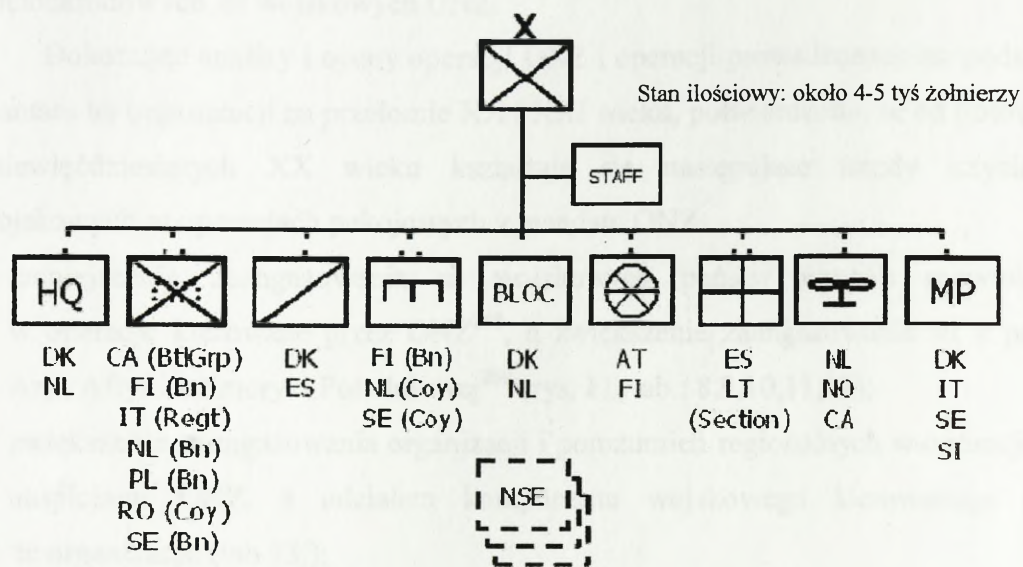 X
Stan ilościowy: około 4-5 tyś żołnierzy
STAFF
HQ
DK
NL
CA (BtlGrp)
FI (Bn)
IT (Regt)
NL (Bn)
PL (Bn)
RO (Coy)
SE (Bn)
DK
ES
FI (Bn)
NL (Coy)
SE (Coy)
BLOC
DK
NL
AT
FI
ES
LT
(Section)
NL
NO
CA
MP
DK
IT
SE
SI
NSE